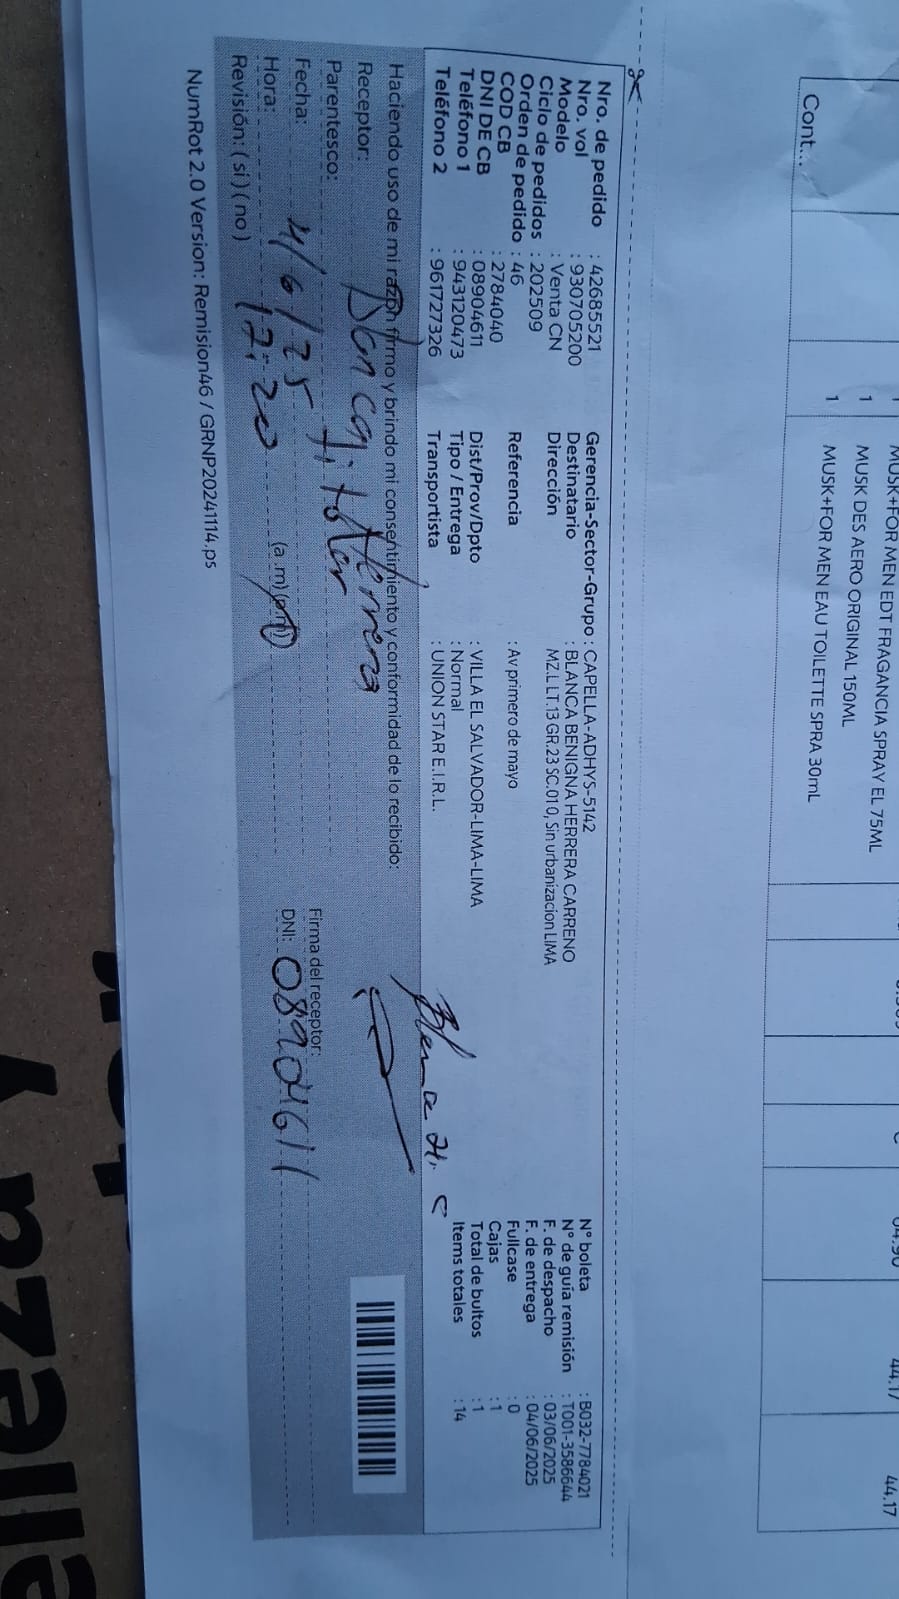 MUSK+FOR MEN EDT FRAGANCIA SPRAY EL 75ML 44.17 44.17
1 MUSK DES AERO ORIGINAL 150ML
1 MUSK+FOR MEN EAU TOILETTE SPRA 30mL
Cont...
Nro. de pedido : 42685521
Nro. vol : 930705200
Modelo : Venta CN
Ciclo de pedidos : 202509
Orden de pedido : 46
COD CB : 27840040
DNI DE CB : 08904611
Teléfono 1 : 943120473
Teléfono 2 : 961727326
Gerencia-Sector-Grupo : CAPELLA-ADHYS-5142
Destinatario : BLANCA BENIGNA HERRERA CARRENO
Dirección MZ.L LT.13 GR.23 SC.010, Sin urbanizacion LIMA
Referencia : Av primero de mayo
Dist/Prov/Dpto : VILLA EL SALVADOR-LIMA-LIMA
Tipo / Entrega : Normal
Transportista : UNION STAR E.I.R.L.
N° boleta : B032-7784021
N° de guía remisión : T001-3586644
F. de despacho : 03/06/2025
F. de entrega : 04/06/2025
Fullcase : 0
Cajas : 1
Total de bultos : 1
Items totales : 14
Haciendo uso de mi razón firmo y brindo mi consentimiento y conformidad de lo recibido:
Receptor: Herrera
Parentesco: titular
Fecha: 4/6/25
Hora: 12:20 (a.m) (p.m)
Revisión: ( si ) ( no )
Firma del receptor:
DNI: 08904611
NumRot 2.0 Version: Remision46 / GRNP20241114.ps